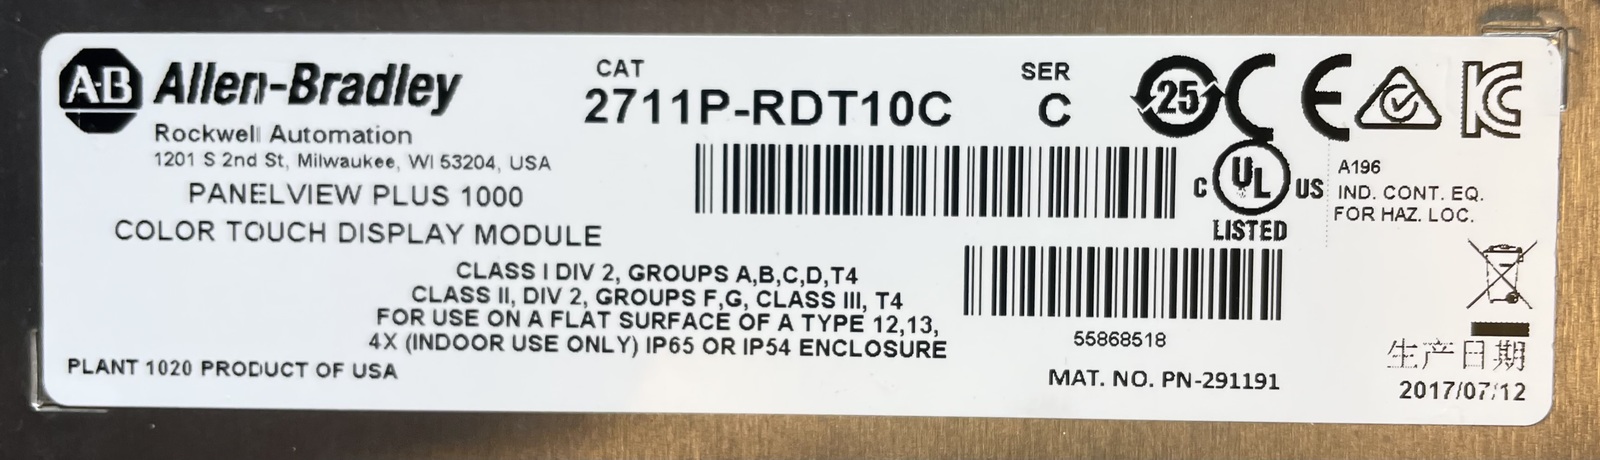 A-B Allen-Bradley
Rockwell Automation
1201 S 2nd St, Milwaukee, WI 53204, USA
PANELVIEW PLUS 1000
COLOR TOUCH DISPLAY MODULE
CAT
2711P-RDT10C
SER
C
25
CE
KC
C UL US
LISTED
A196
IND. CONT. EQ.
FOR HAZ. LOC.
CLASS I DIV 2, GROUPS A,B,C,D,T4
CLASS II, DIV 2, GROUPS F,G, CLASS III, T4
FOR USE ON A FLAT SURFACE OF A TYPE 12,13,
4X (INDOOR USE ONLY) IP65 OR IP54 ENCLOSURE
PLANT 1020 PRODUCT OF USA
55868518
MAT. NO. PN-291191
生产日期
2017/07/12